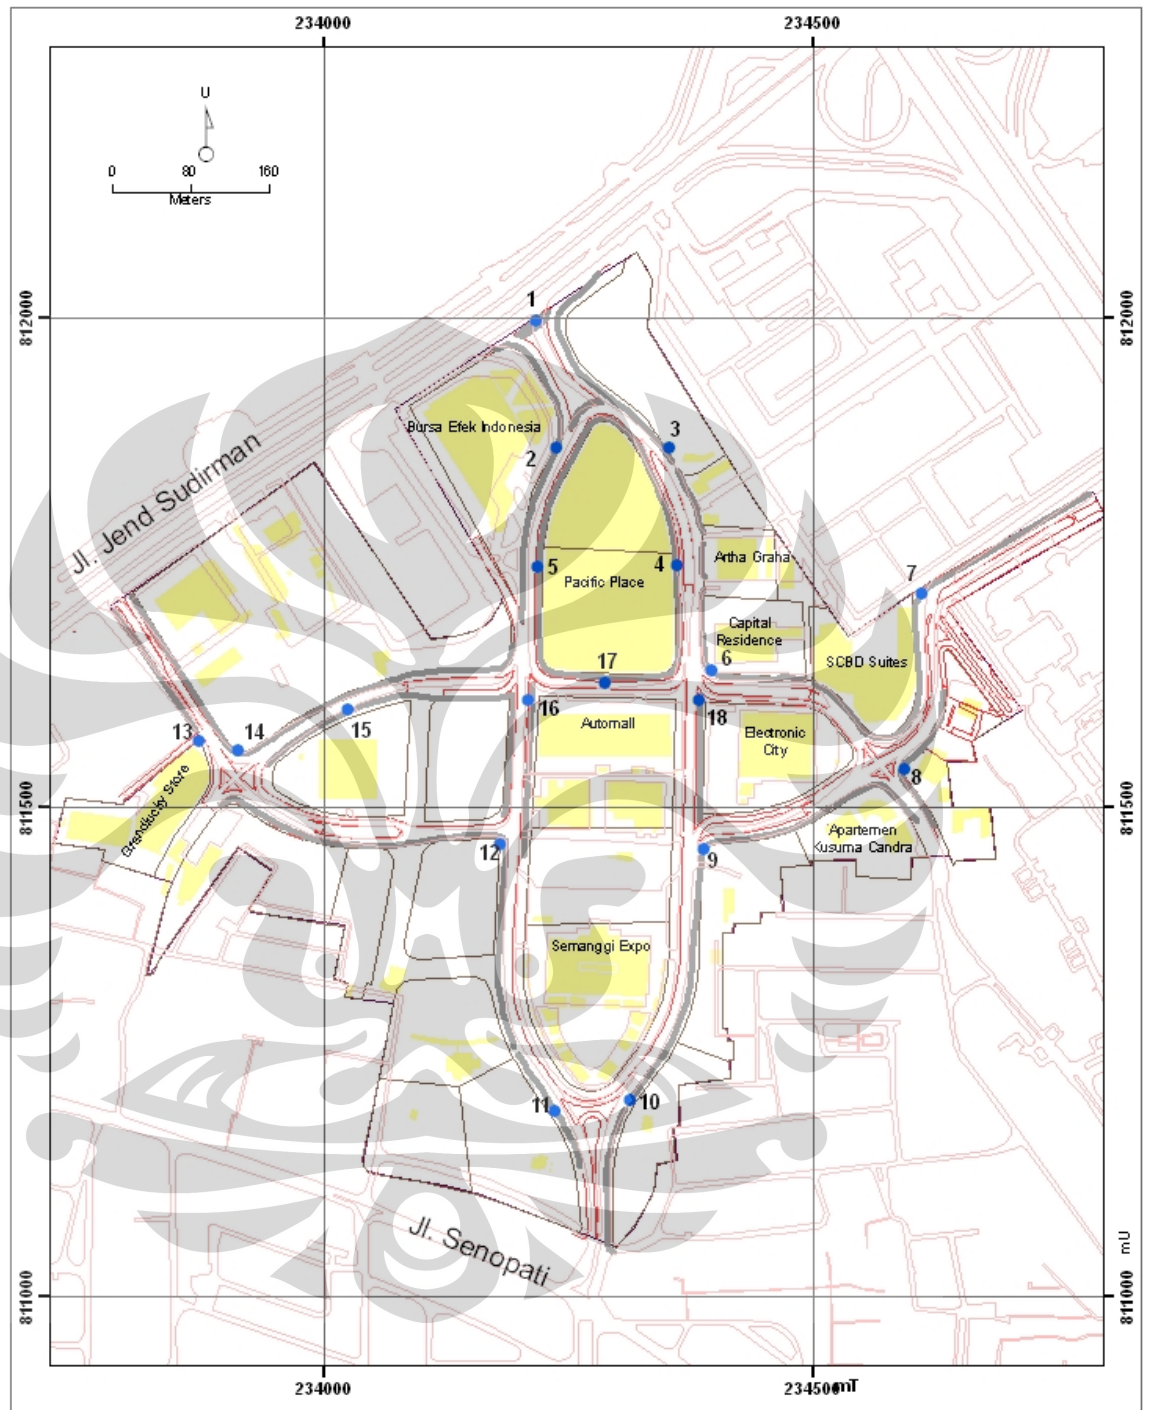 234000
234500
U
0
80
160
Meters
812000
812000
1
Bursa Efek Indonesia
2
3
Jl. Jend Sudirman
Artha Graha
5
Pacific Place
4
7
Capital
Residence
17
6
SCBD Suites
13
14
15
16
Automall
18
Electronic
City
8
811500
811500
Grandlucky Store
12
9
Apartemen
Kusuma Candra
Semanggi Expo
11
10
Jl. Senopati
mU
811000
811000
234000
234500
mT